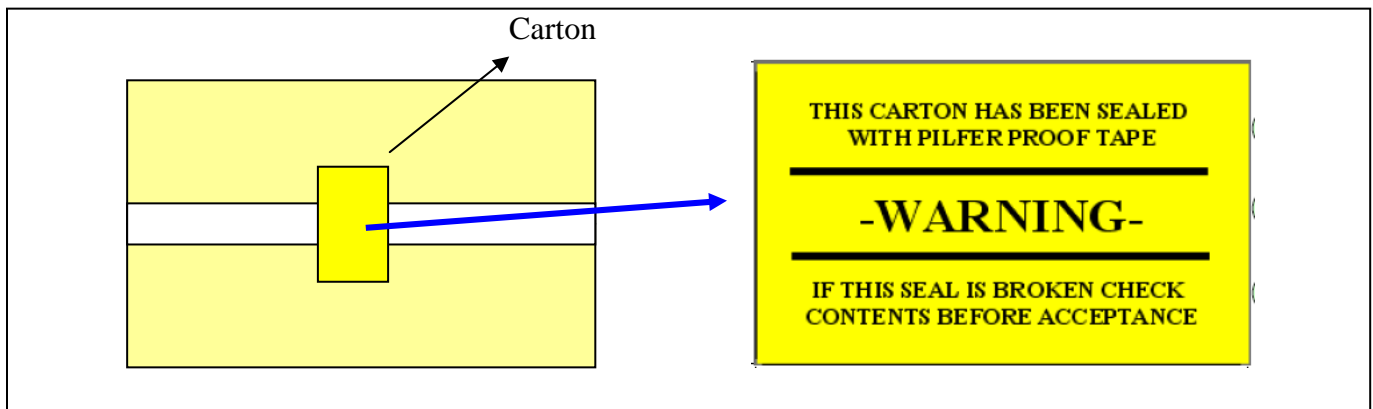 Carton
THIS CARTON HAS BEEN SEALED
WITH PILFER PROOF TAPE
-WARNING-
IF THIS SEAL IS BROKEN CHECK
CONTENTS BEFORE ACCEPTANCE